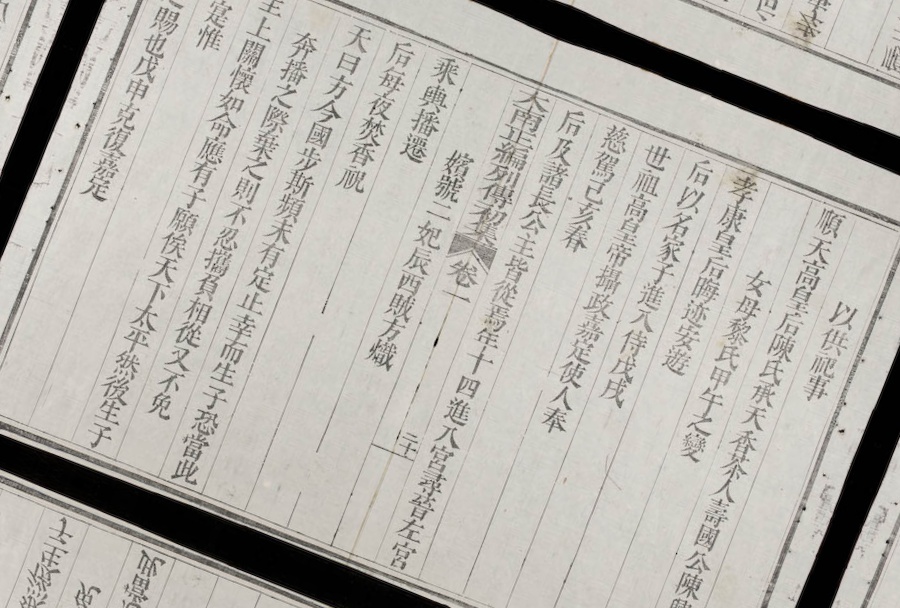 以供祀事
順天高皇后陳氏承天香茶人壽國公陳
女母黎氏甲午之變
孝康皇后晦迹安遊
后以名家子進入侍戊戌
世祖高皇帝攝政嘉定使人奉
慈駕己亥春
后及諸長公主皆從焉年十四進入宮尋晉左宮
大南正編列傳初集 卷一 二十
嬪號二妃辰西賊方熾
乘輿播遷
后每夜焚香祝
天曰方今國步斯頻未有定止幸而生子恐當此
奔播之際棄之則不忍攜負相從又不免
主上關懷如命應有子願俟天下太平然後生子
定惟
賜也戊申克復嘉定